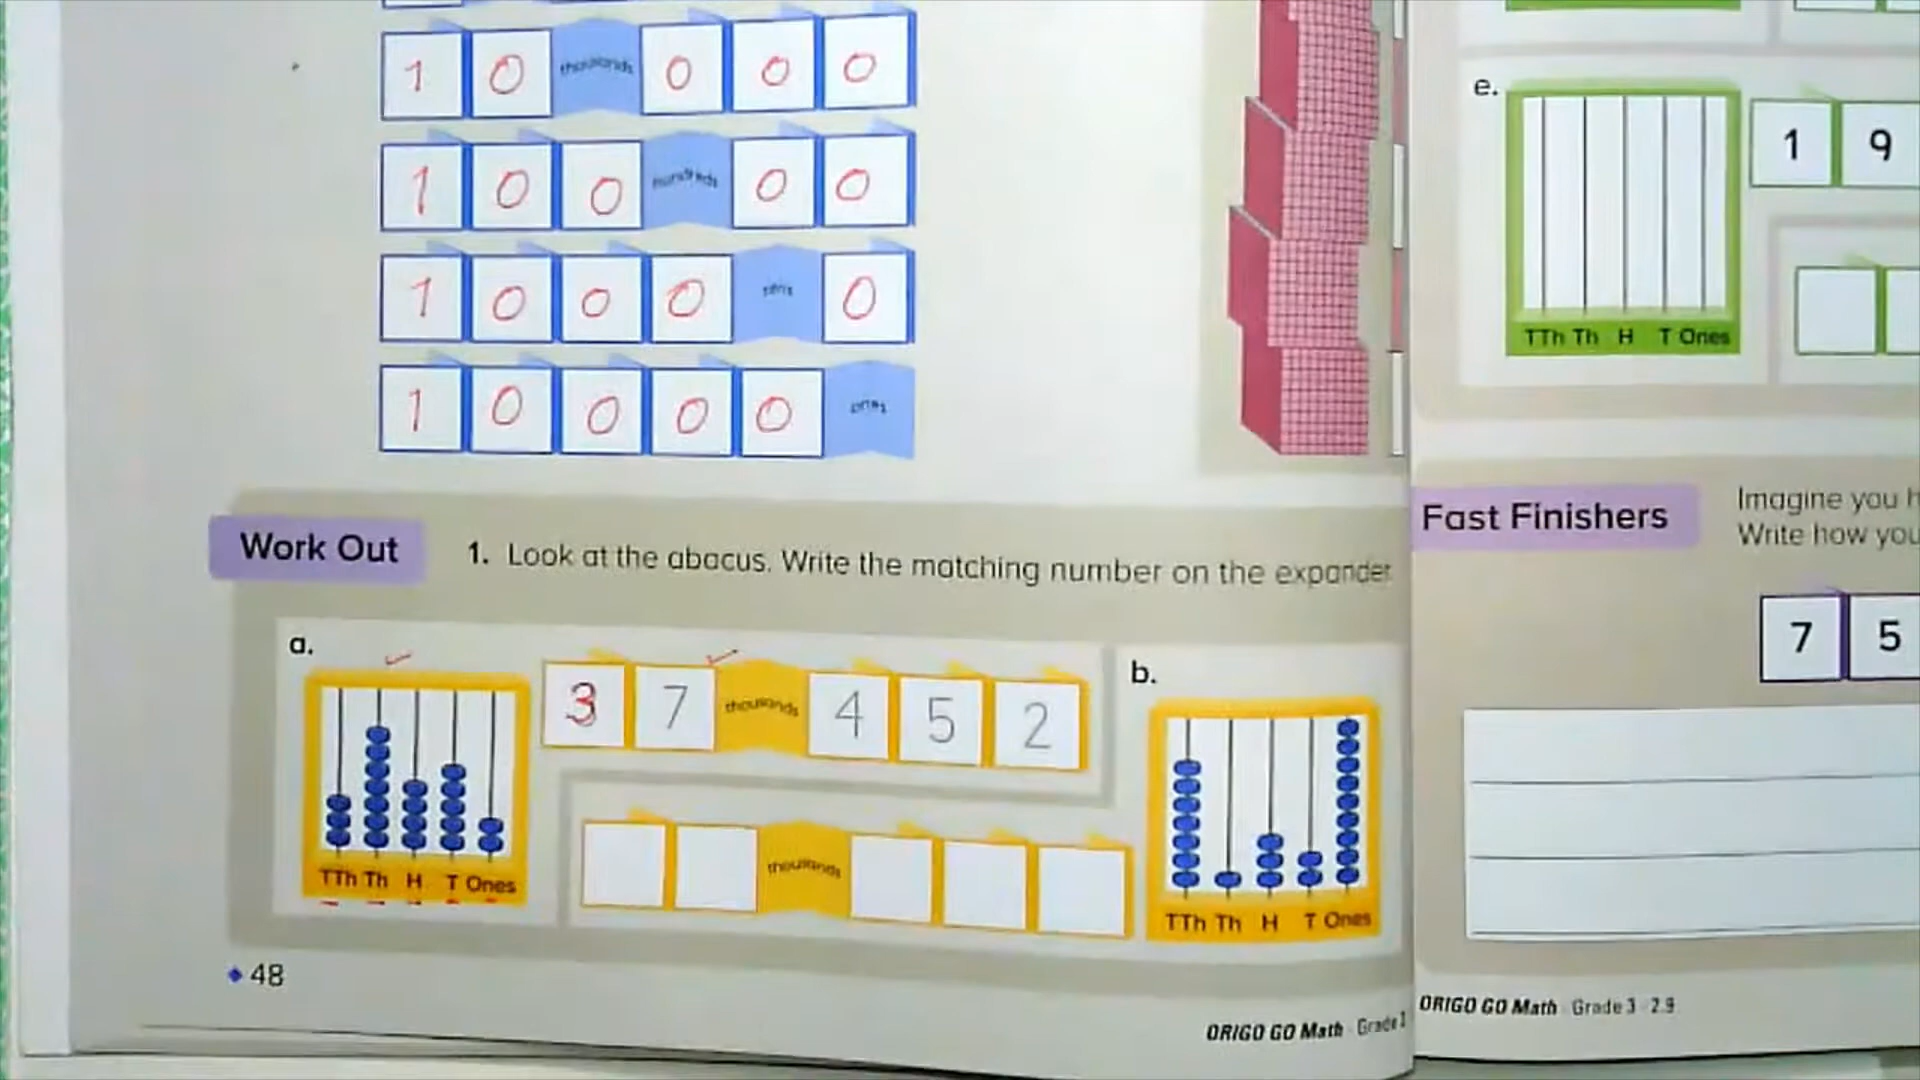 1 0 thousands 0 0 0
1 0 0 hundreds 0 0
1 0 0 0 tens 0
1 0 0 0 0 ones
Work Out
1. Look at the abacus. Write the matching number on the expander
a.
TTh Th H T Ones
3 7 thousands 4 5 2
thousands
b.
TTh Th H T Ones
48
ORIGO GO Math Grade 3
e.
TTh Th H T Ones
1 9
Fast Finishers
Imagine you h
Write how you
7 5
ORIGO GO Math Grade 3 2.9